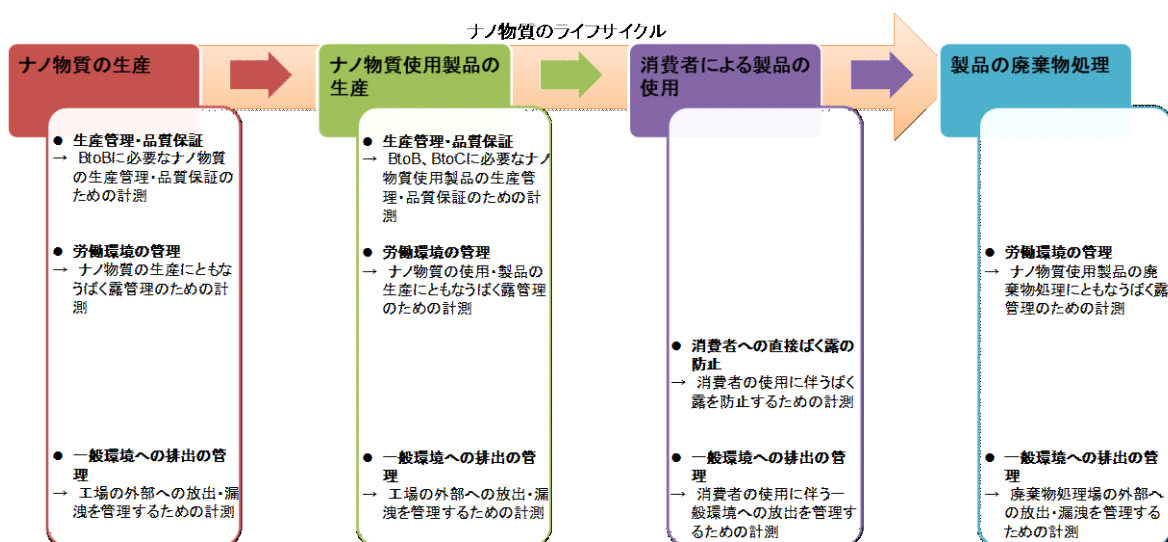 ナノ物質のライフサイクル
ナノ物質の生産
● 生産管理・品質保証
→ BtoBに必要なナノ物質
の生産管理・品質保証の
ための計測
● 労働環境の管理
→ ナノ物質の生産にともな
うばく露管理のための計
測
● 一般環境への排出の管
理
→ 工場の外部への放出・漏
洩を管理するための計測
ナノ物質使用製品の
生産
● 生産管理・品質保証
→ BtoB、BtoCに必要なナノ
物質使用製品の生産管
理・品質保証のための計
測
● 労働環境の管理
→ ナノ物質の使用・製品の
生産にともなうばく露管理
のための計測
● 一般環境への排出の管
理
→ 工場の外部への放出・漏
洩を管理するための計測
消費者による製品の
使用
● 消費者への直接ばく露の
防止
→ 消費者の使用に伴うばく
露を防止するための計測
● 一般環境への排出の管
理
→ 消費者の使用に伴う一
般環境への放出を管理す
るための計測
製品の廃棄物処理
● 労働環境の管理
→ ナノ物質使用製品の廃
棄物処理にともなうばく露
管理のための計測
● 一般環境への排出の管
理
→ 廃棄物処理場の外部へ
の放出・漏洩を管理する
ための計測